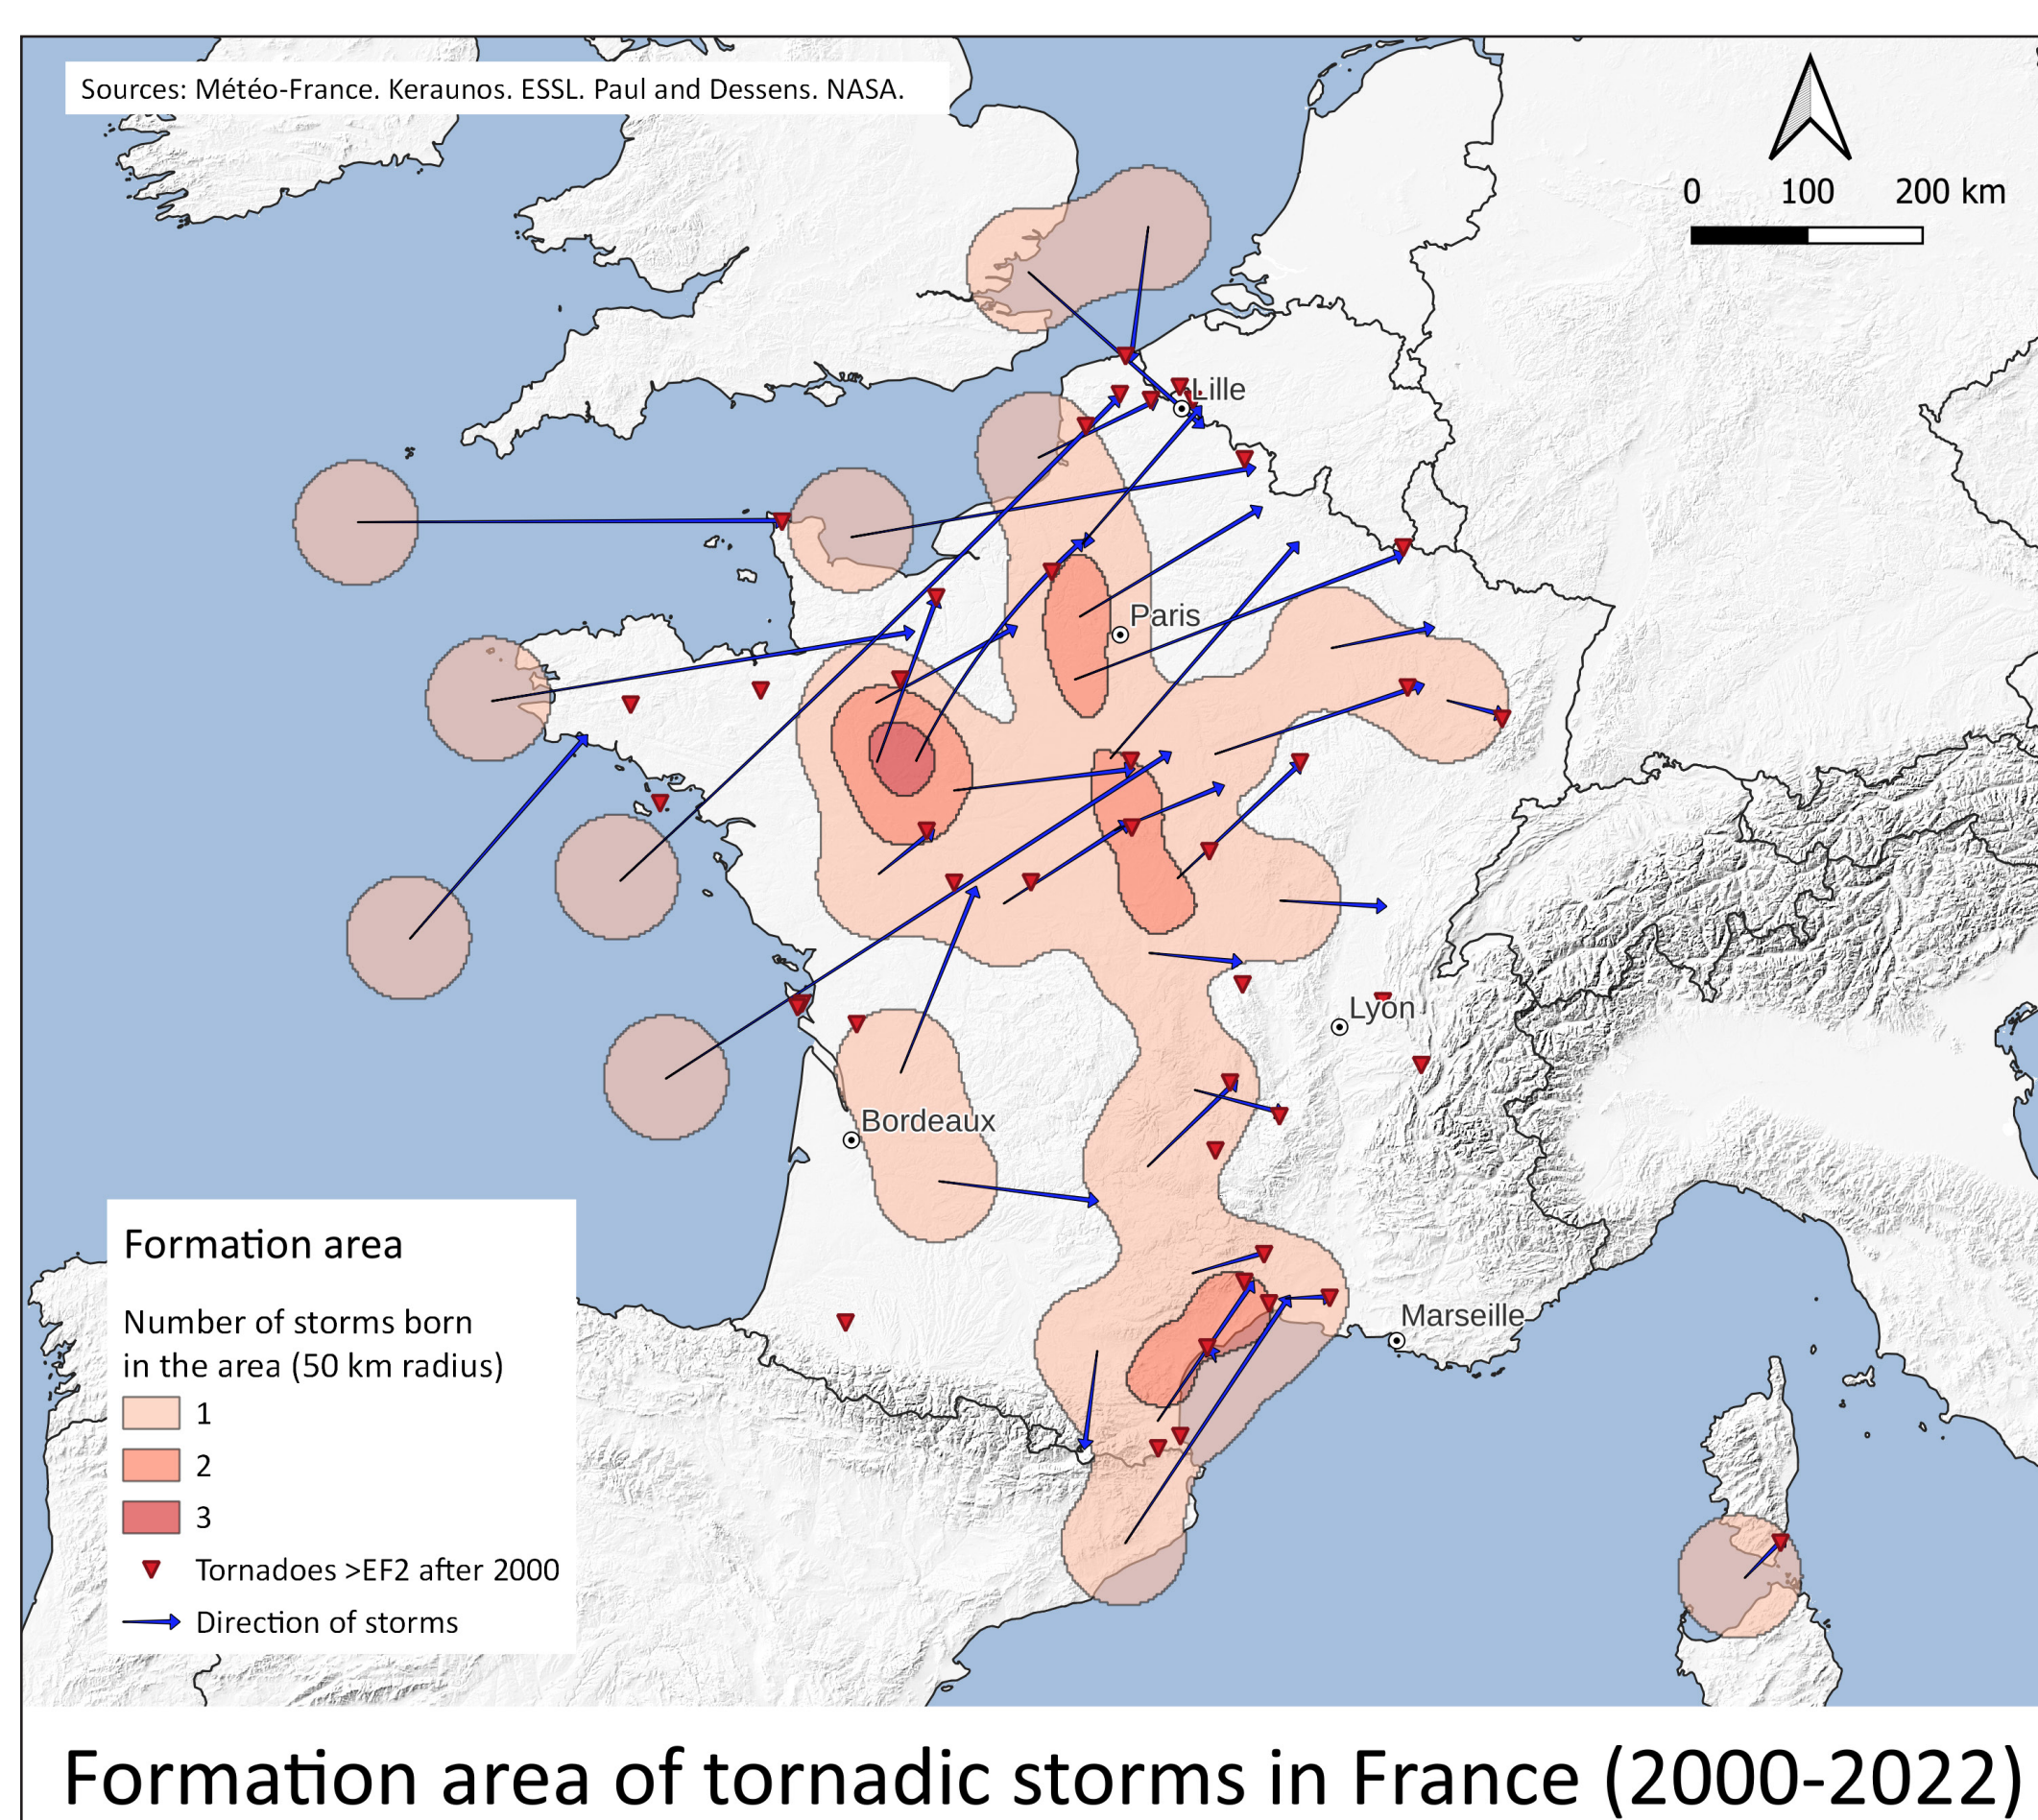 Sources: Météo-France. Keraunos. ESSL. Paul and Dessens. NASA.
0 100 200 km
Lille
Paris
Lyon
Bordeaux
Marseille
Formation area
Number of storms born
in the area (50 km radius)
1
2
3
Tornadoes >EF2 after 2000
Direction of storms
Formation area of tornadic storms in France (2000-2022)